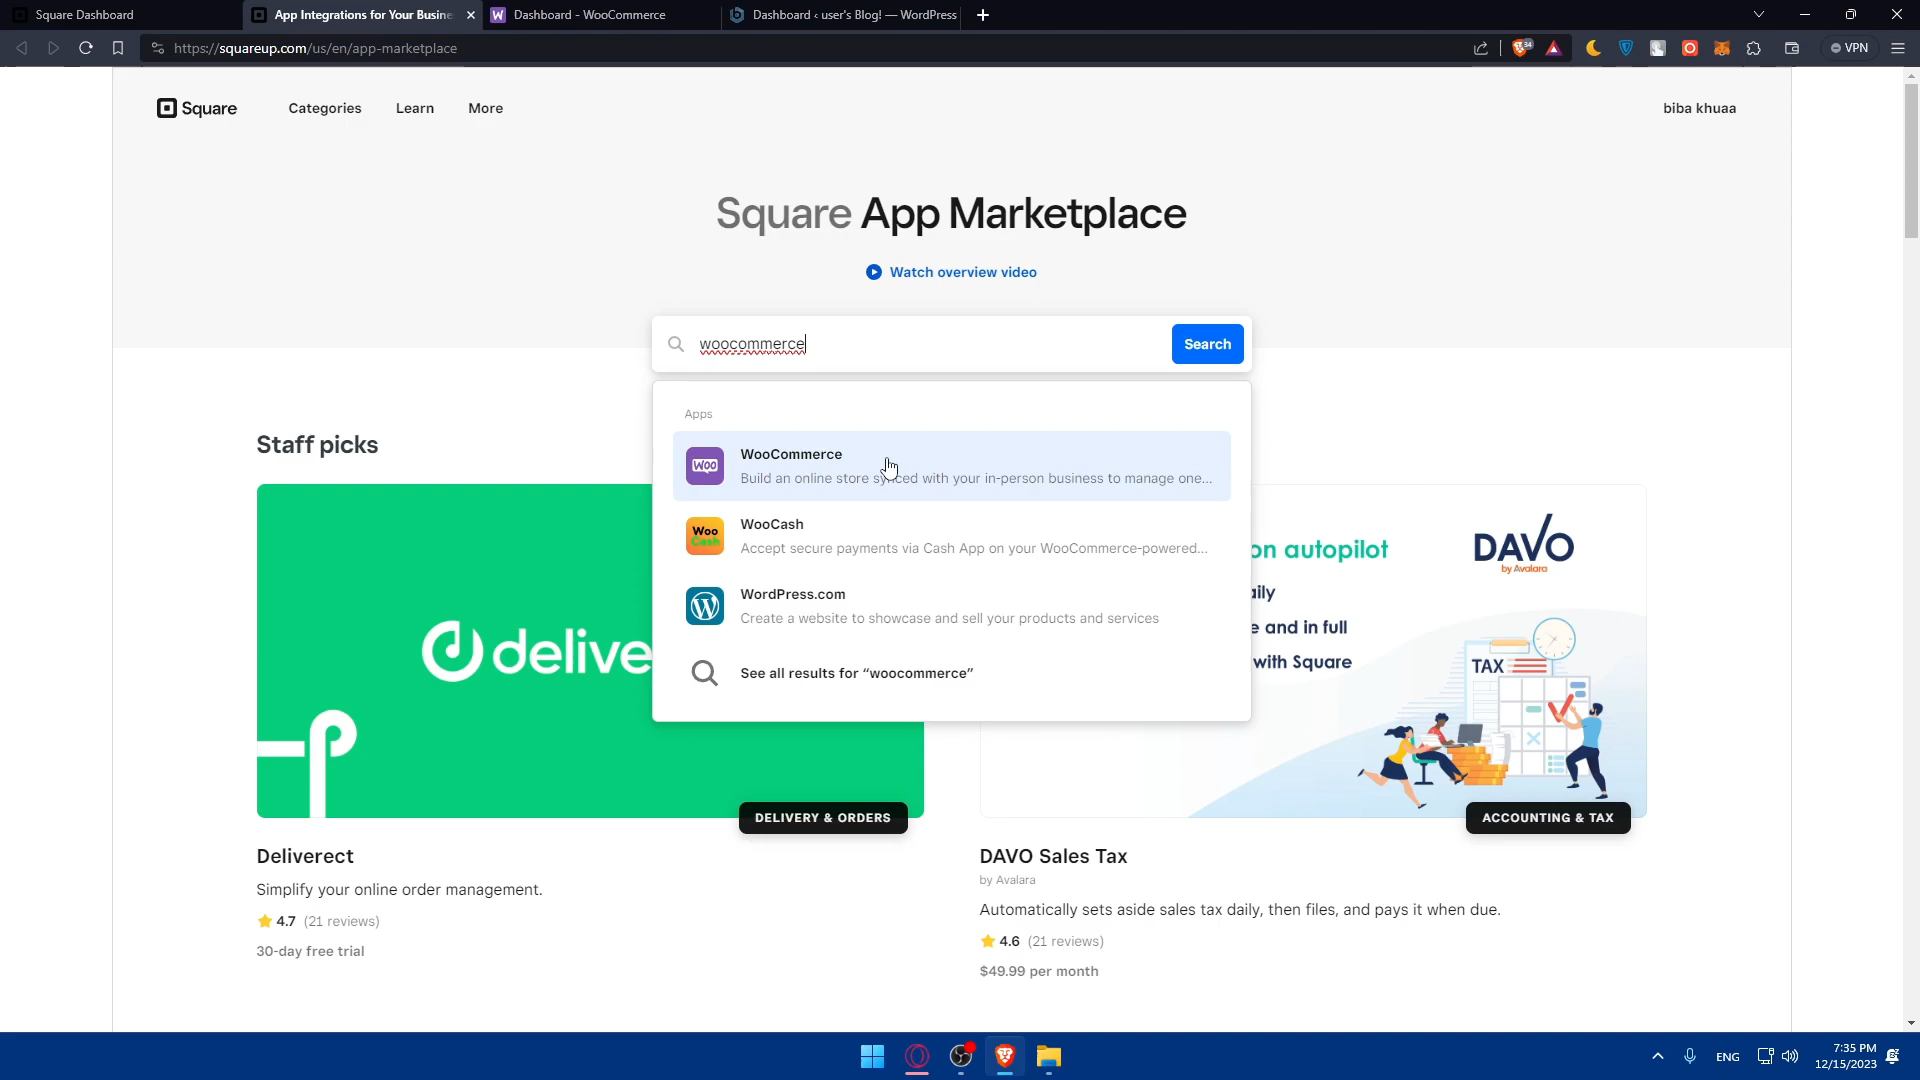 Square Dashboard
App Integrations for Your Busine
Dashboard - WooCommerce
Dashboard ‹ user's Blog! — WordPress
https://squareup.com/us/en/app-marketplace
34
VPN
Square
Categories
Learn
More
biba khuaa
Square App Marketplace
Watch overview video
woocommerce
Search
Apps
Woo
WooCommerce
Build an online store synced with your in-person business to manage one...
Woo
Cash
WooCash
Accept secure payments via Cash App on your WooCommerce-powered...
WordPress.com
Create a website to showcase and sell your products and services
See all results for “woocommerce”
Staff picks
delive
DELIVERY & ORDERS
Deliverect
Simplify your online order management.
4.7 (21 reviews)
30-day free trial
on autopilot
DAVO
by Avalara
aily
e and in full
with Square
TAX
ACCOUNTING & TAX
DAVO Sales Tax
by Avalara
Automatically sets aside sales tax daily, then files, and pays it when due.
4.6 (21 reviews)
$49.99 per month
ENG
7:35 PM
12/15/2023